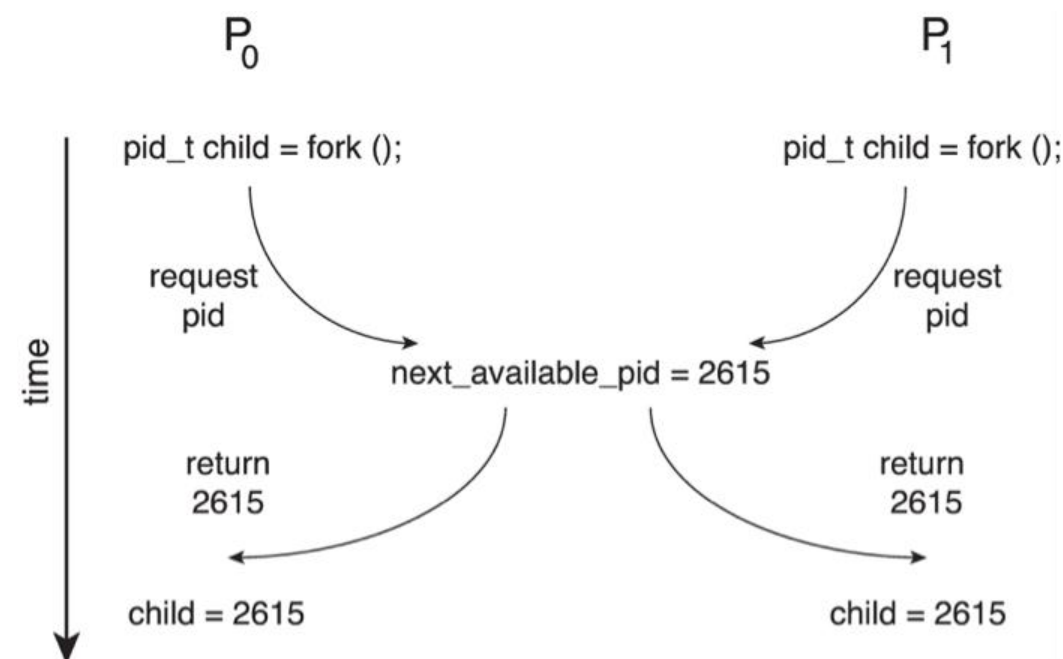 P0 P1
pid_t child = fork (); pid_t child = fork ();
request request
pid pid
time
next_available_pid = 2615
return return
2615 2615
child = 2615 child = 2615